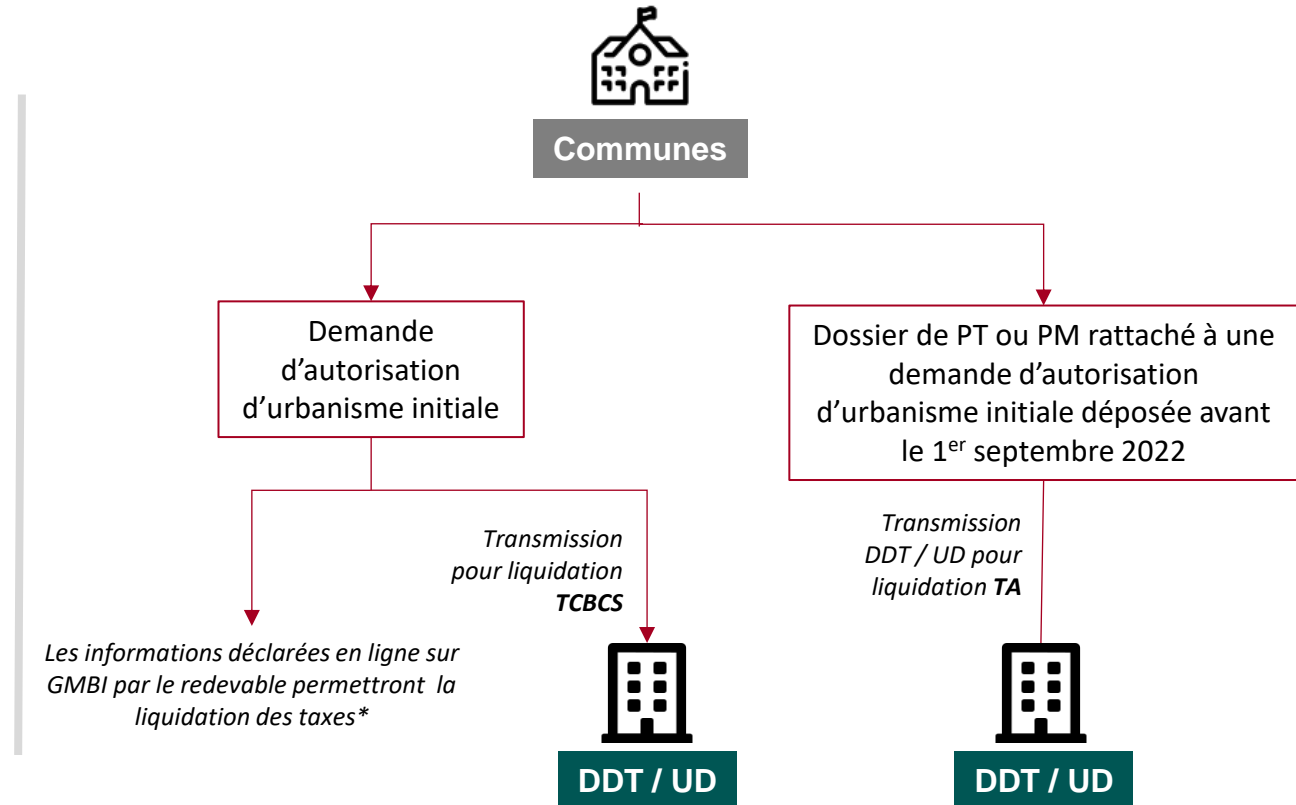 Communes
Demande
d’autorisation
d’urbanisme initiale
Dossier de PT ou PM rattaché à une
demande d’autorisation
d’urbanisme initiale déposée avant
le 1er septembre 2022
Transmission
pour liquidation
TCBCS
Transmission
DDT / UD pour
liquidation TA
Les informations déclarées en ligne sur
GMBI par le redevable permettront la
liquidation des taxes*
DDT / UD
DDT / UD